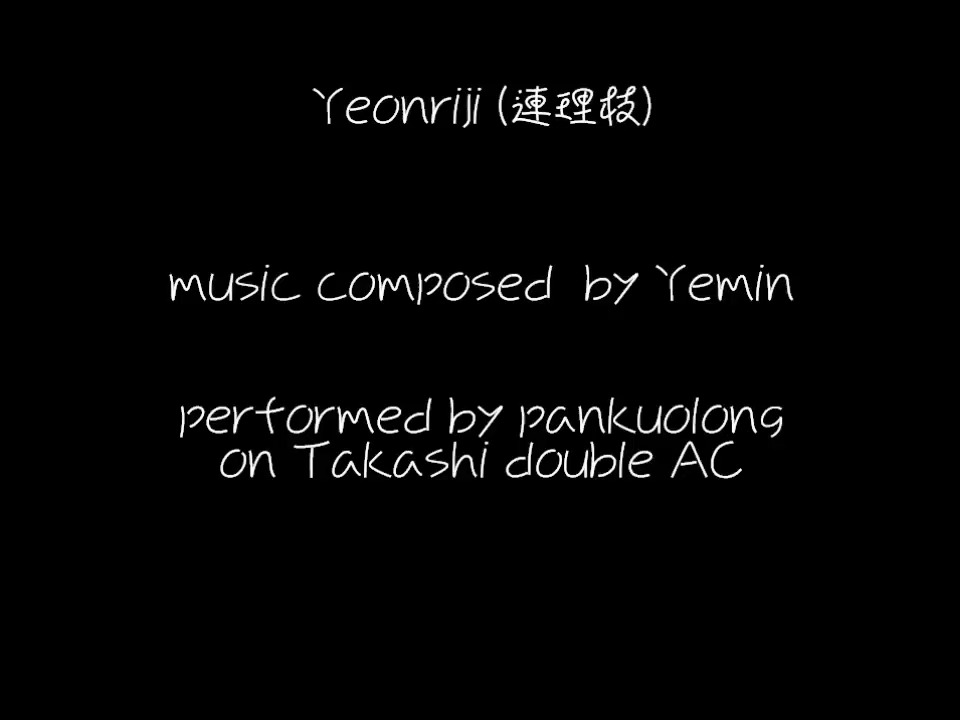 Yeonriji (連理枝)
music composed by Yemin
performed by pankuolong
on Takashi double AC